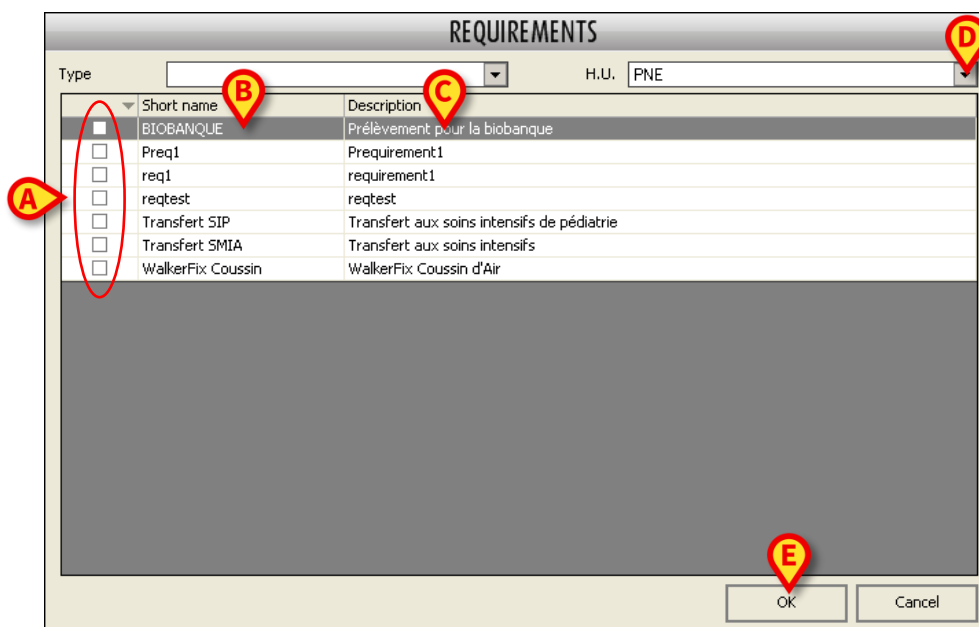 REQUIREMENTS
D
Type H.U. PNE
B C
Short name Description
BIOBANQUE Prélèvement pour la biobanque
Preq1 Prequirement1
req1 requirement1
A
reqtest reqtest
Transfert SIP Transfert aux soins intensifs de pédiatrie
Transfert SMIA Transfert aux soins intensifs
WalkerFix Coussin WalkerFix Coussin d'Air
E
OK Cancel